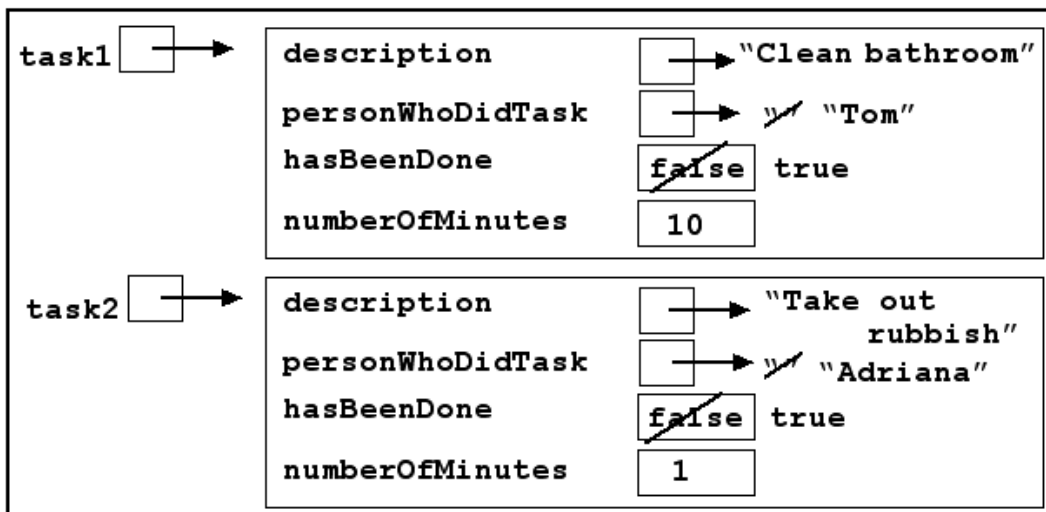 task1
description “Clean bathroom”
personWhoDidTask “” “Tom”
hasBeenDone false true
numberOfMinutes 10
task2
description “Take out
rubbish”
personWhoDidTask “” “Adriana”
hasBeenDone false true
numberOfMinutes 1